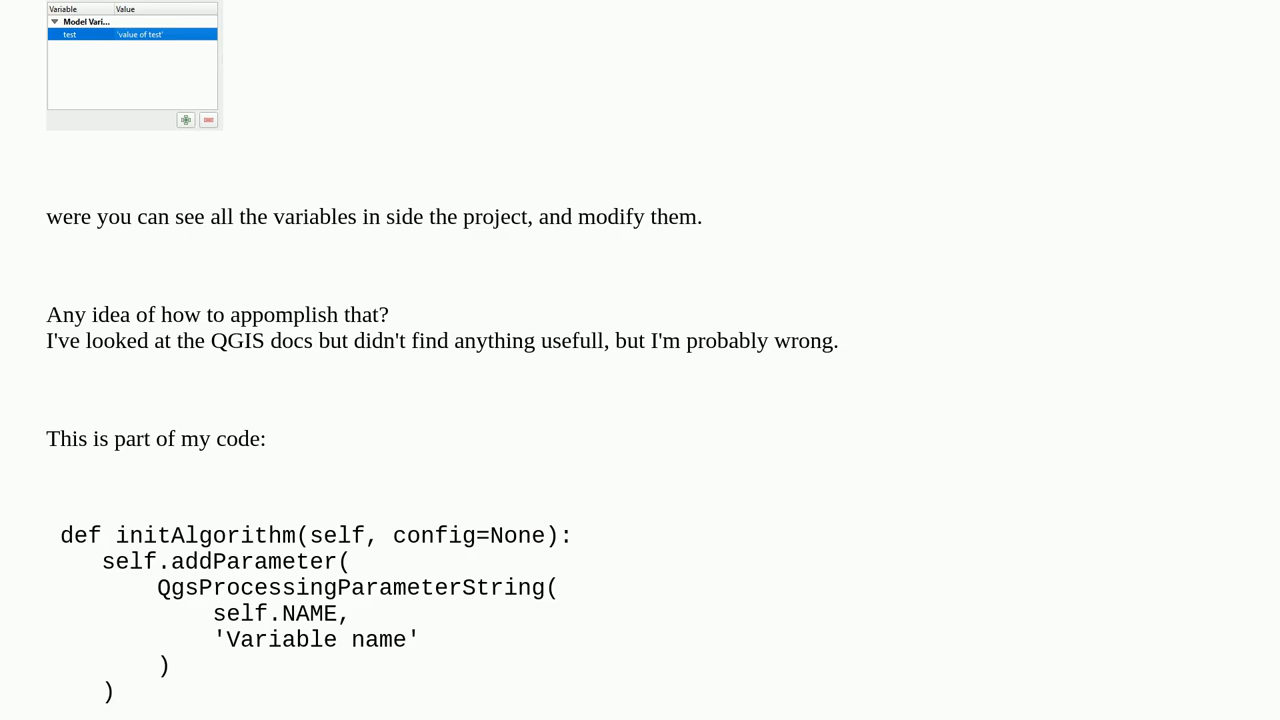 Variable Value
Model Vari...
test 'value of test'
were you can see all the variables in side the project, and modify them.
Any idea of how to appomplish that?
I've looked at the QGIS docs but didn't find anything usefull, but I'm probably wrong.
This is part of my code:
def initAlgorithm(self, config=None):
self.addParameter(
QgsProcessingParameterString(
self.NAME,
'Variable name'
)
)